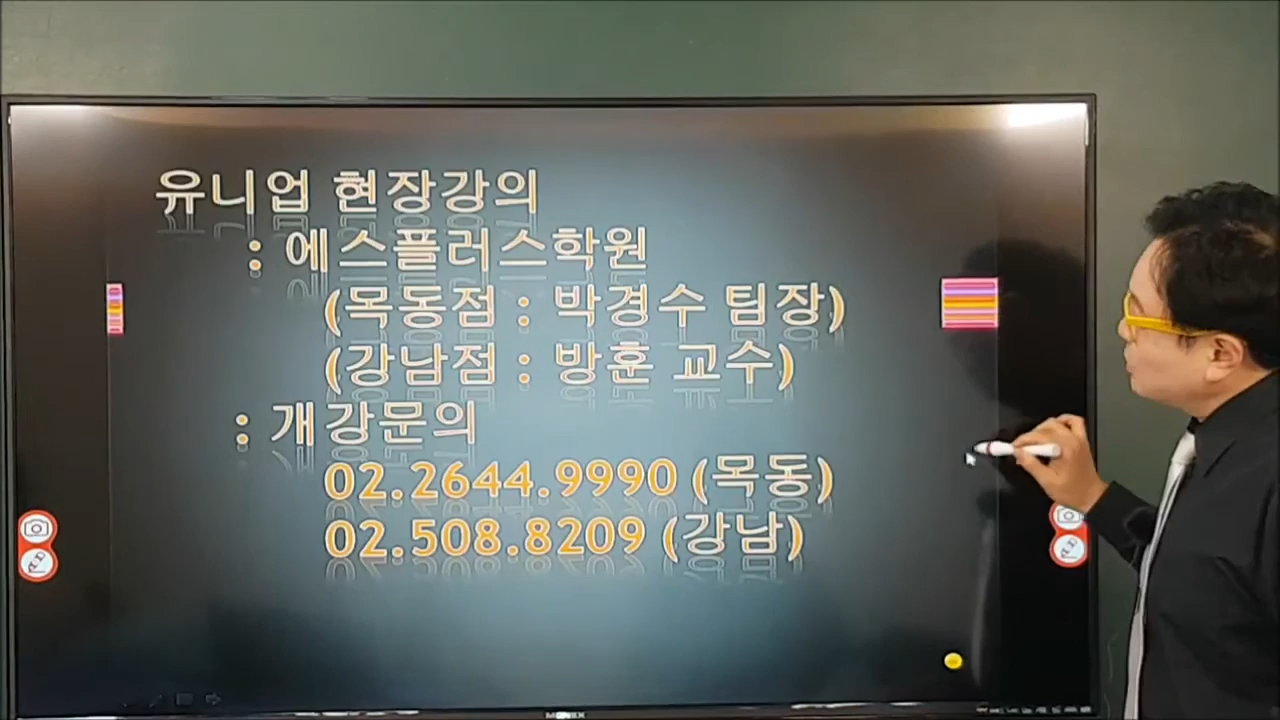 유니업 현장강의
: 에스플러스학원
(목동점 : 박경수 팀장)
(강남점 : 방훈 교수)
: 개강문의
02.2644.9990 (목동)
02.508.8209 (강남)